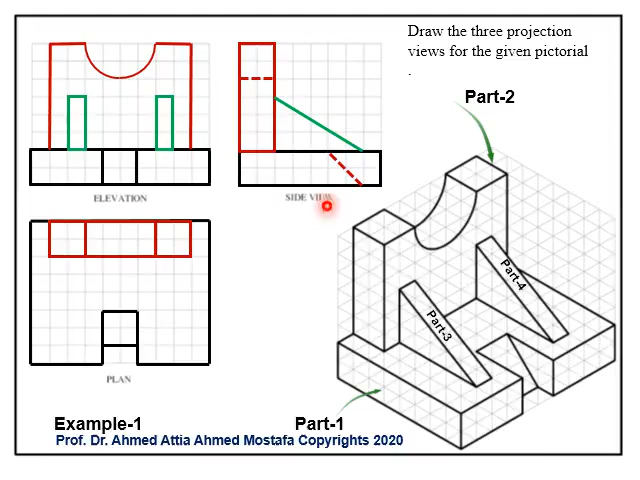 Draw the three projection
views for the given pictorial
.
Part-2
ELEVATION
SIDE VIEW
Part-4
Part-3
PLAN
Example-1
Part-1
Prof. Dr. Ahmed Attia Ahmed Mostafa Copyrights 2020